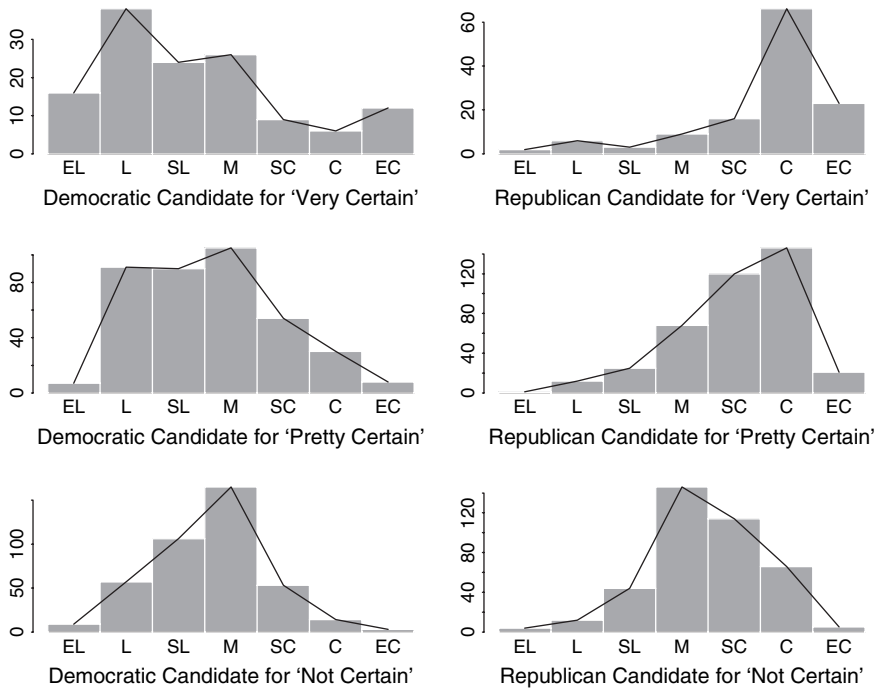 0 10 20 30
EL L SL M SC C EC
Democratic Candidate for ‘Very Certain’
0 20 40 60
EL L SL M SC C EC
Republican Candidate for ‘Very Certain’
0 40 80
EL L SL M SC C EC
Democratic Candidate for ‘Pretty Certain’
0 40 80 120
EL L SL M SC C EC
Republican Candidate for ‘Pretty Certain’
0 50 100
EL L SL M SC C EC
Democratic Candidate for ‘Not Certain’
0 40 80 120
EL L SL M SC C EC
Republican Candidate for ‘Not Certain’